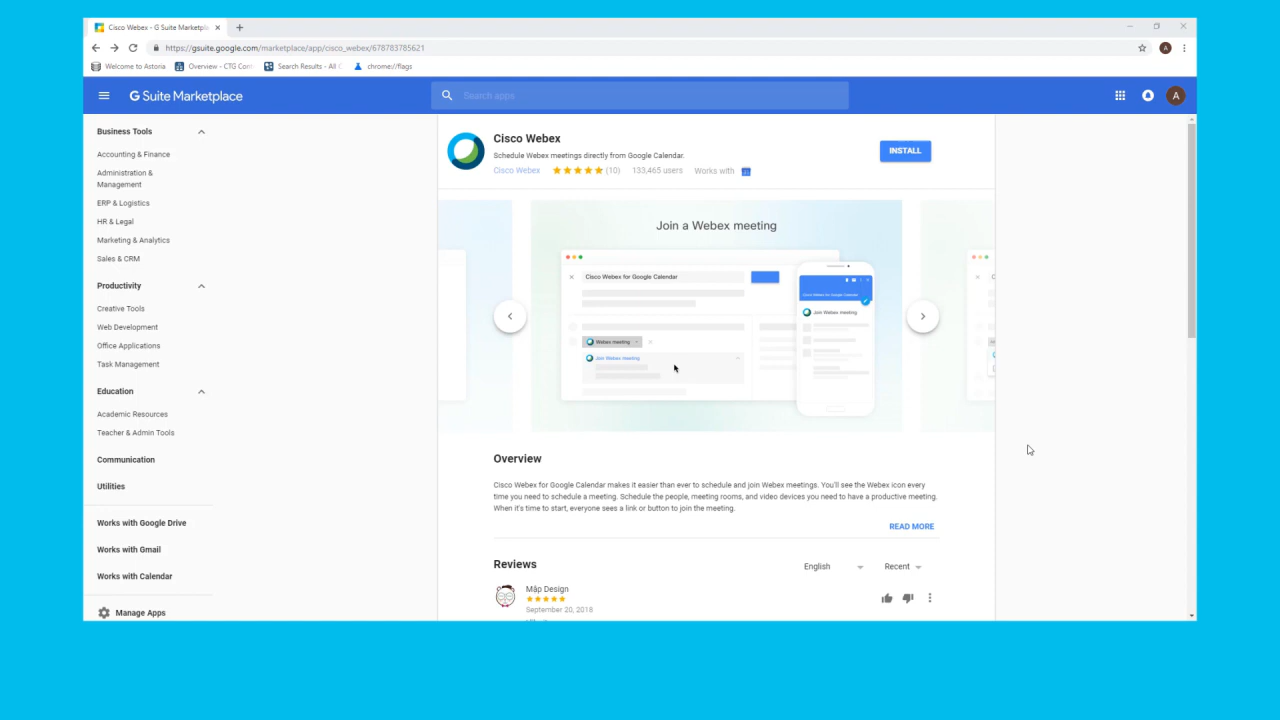 Cisco Webex - G Suite Marketpla
https://gsuite.google.com/marketplace/app/cisco_webex/678783785621
A
Welcome to Astoria
Overview - CTG Con
Search Results - All C
chrome://flags
G Suite Marketplace
Search apps
A
Business Tools
Accounting & Finance
Administration &
Management
ERP & Logistics
HR & Legal
Marketing & Analytics
Sales & CRM
Productivity
Creative Tools
Web Development
Office Applications
Task Management
Education
Academic Resources
Teacher & Admin Tools
Communication
Utilities
Works with Google Drive
Works with Gmail
Works with Calendar
Manage Apps
Cisco Webex
Schedule Webex meetings directly from Google Calendar.
Cisco Webex (10) 133,465 users Works with
INSTALL
Join a Webex meeting
Cisco Webex for Google Calendar
Webex meeting
Join Webex meeting
Cisco Webex for Google Calendar
Join Webex meeting
Overview
Cisco Webex for Google Calendar makes it easier than ever to schedule and join Webex meetings. You'll see the Webex icon every
time you need to schedule a meeting. Schedule the people, meeting rooms, and video devices you need to have a productive meeting.
When it's time to start, everyone sees a link or button to join the meeting.
READ MORE
Reviews
English
Recent
Mập Design
September 20, 2018